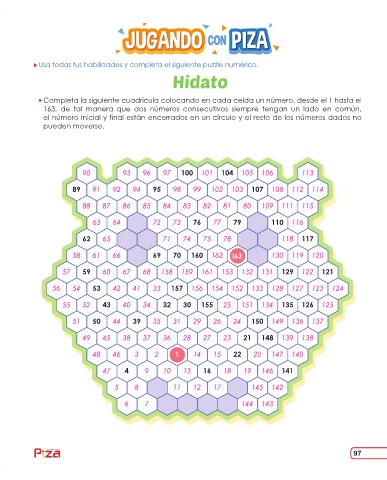 JUGANDO CON PIZA
Usa todas tus habilidades y completa el siguiente puzzle numérico.
Hidato
Completa la siguiente cuadrícula colocando en cada celda un número, desde el 1 hasta el
163, de tal manera que dos números consecutivos siempre tengan un lado en común,
el número inicial y final están encerrados en un círculo y el resto de los números dados no
pueden moverse.
90 93 96 97 100 101 104 105 106 113
89 91 92 94 95 98 99 102 103 107 108 112 114
88 87 86 85 84 83 82 81 80 109 111 115
63 64 72 73 76 77 79 110 116
62 65 71 74 75 78 118 117
58 61 66 69 70 160 162 163 130 119 120
57 59 60 67 68 158 159 161 153 132 131 129 122 121
56 54 53 42 41 33 157 156 154 152 133 128 127 123 124
55 52 43 40 34 32 30 155 25 151 134 135 126 125
51 50 44 39 35 31 29 26 24 150 149 136 137
49 45 38 37 36 28 27 23 21 148 139 138
48 46 3 2 1 14 15 22 20 147 140
47 4 9 10 13 16 18 19 146 141
5 8 11 12 17 145 142
6 7 144 143
Piza
97